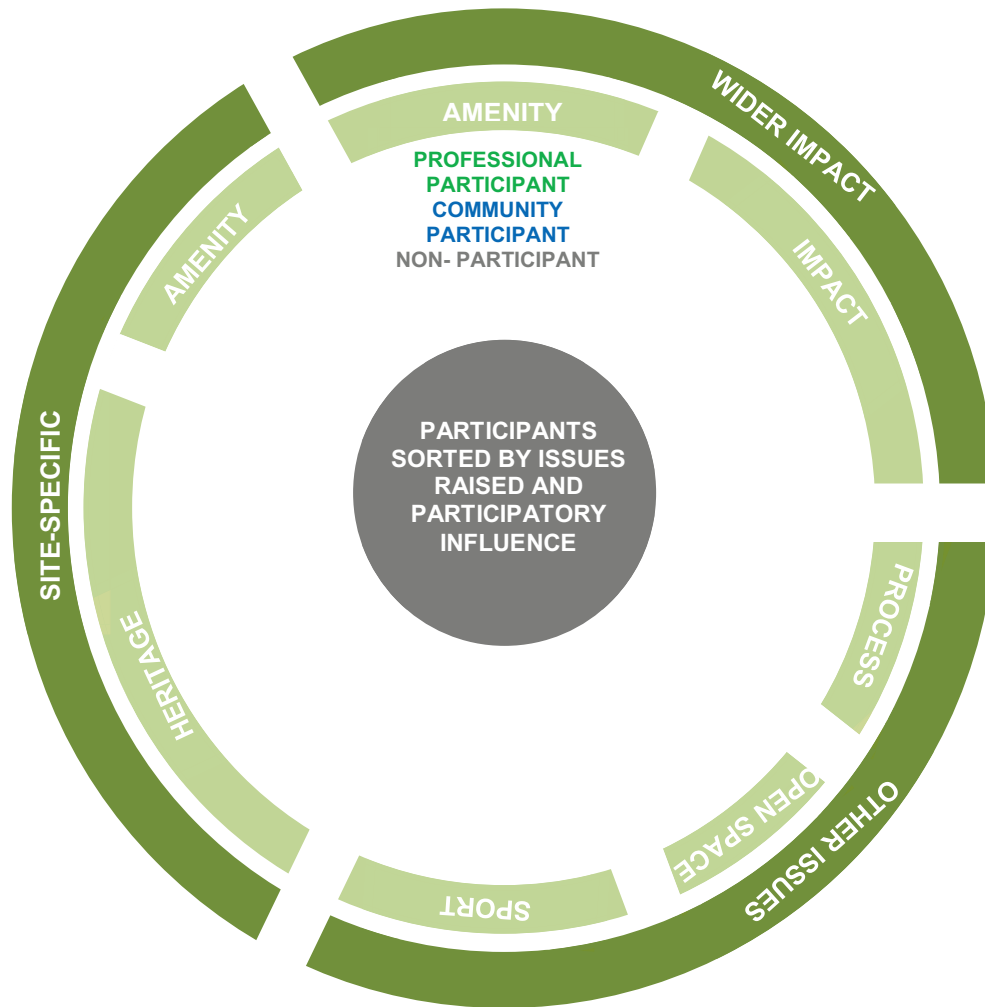 WIDER IMPACT
AMENITY
IMPACT
PROFESSIONAL
PARTICIPANT
COMMUNITY
PARTICIPANT
NON- PARTICIPANT
AMENITY
SITE-SPECIFIC
HERITAGE
PARTICIPANTS
SORTED BY ISSUES
RAISED AND
PARTICIPATORY
INFLUENCE
PROCESS
OPEN SPACE
SPORT
OTHER ISSUES